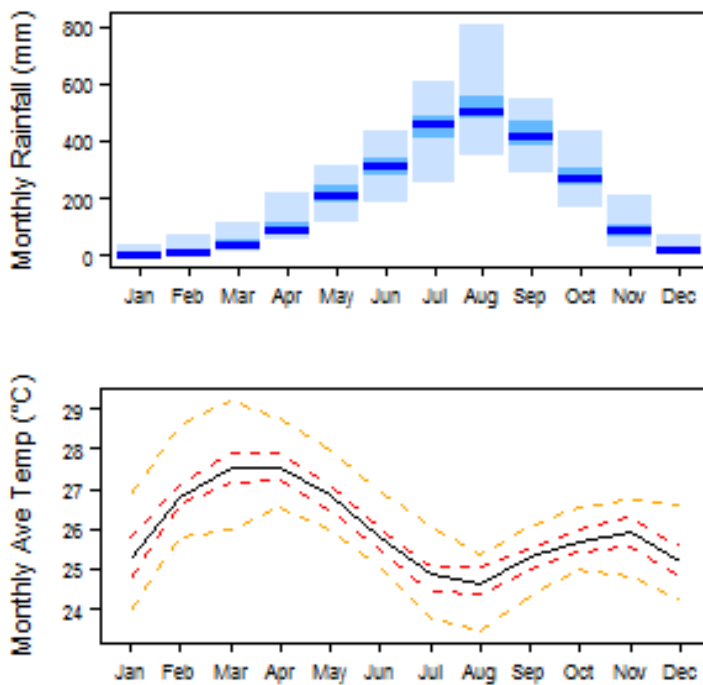 Monthly Rainfall (mm)
800
600
400
200
0
Jan Feb Mar Apr May Jun Jul Aug Sep Oct Nov Dec
Monthly Ave Temp (°C)
29
28
27
26
25
24
Jan Feb Mar Apr May Jun Jul Aug Sep Oct Nov Dec